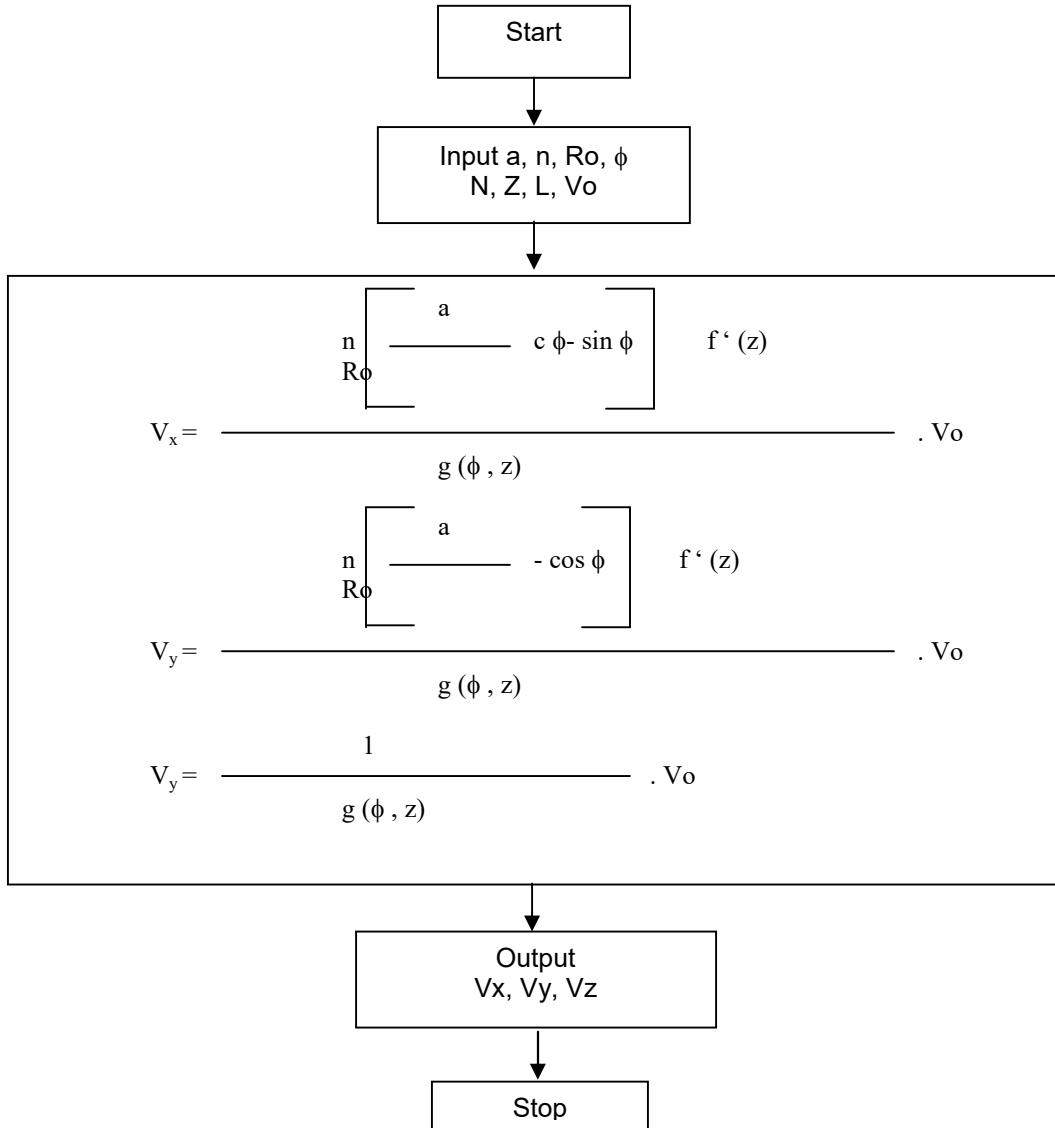 Start
Input a, n, Ro, ϕ
N, Z, L, Vo
a
n c ϕ- sin ϕ f ‘ (z)
Ro
Vx = . Vo
g (ϕ , z)
a
n - cos ϕ f ‘ (z)
Ro
Vy = . Vo
g (ϕ , z)
1
Vy = . Vo
g (ϕ , z)
Output
Vx, Vy, Vz
Stop